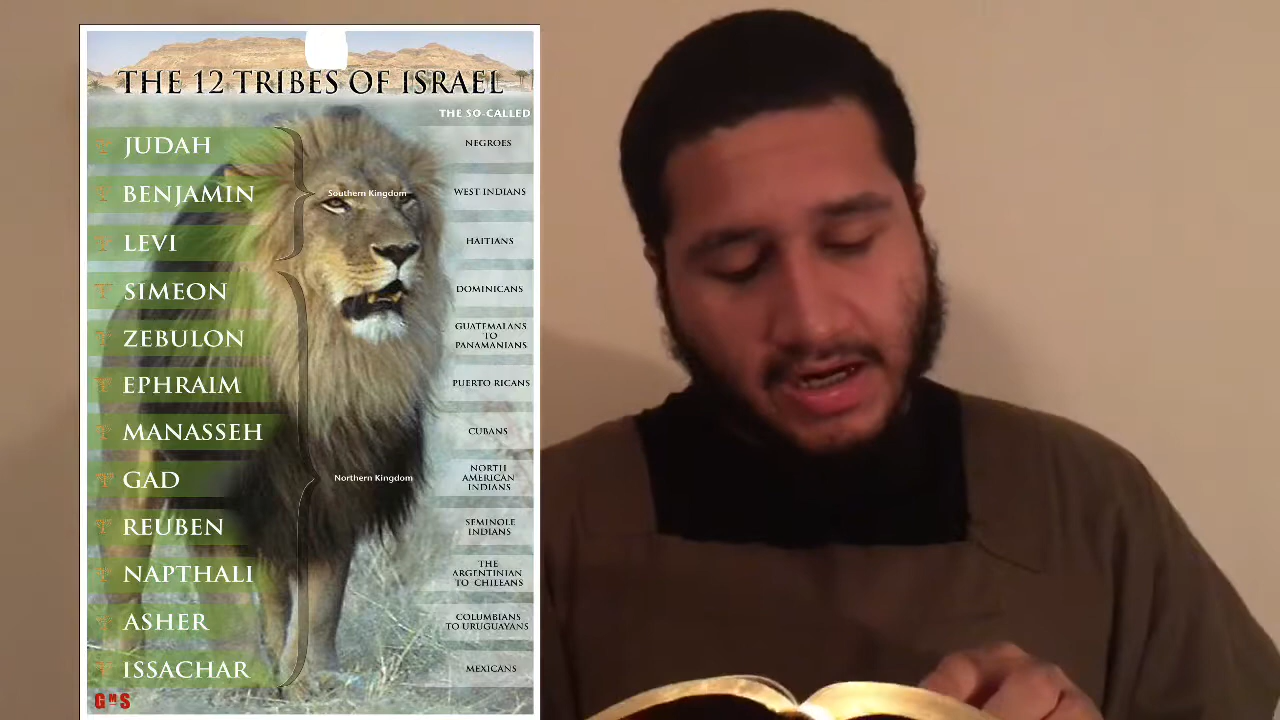 THE 12 TRIBES OF ISRAEL
THE SO-CALLED
JUDAH
NEGROES
BENJAMIN
Southern Kingdom
WEST INDIANS
LEVI
HAITIANS
SIMEON
DOMINICANS
ZEBULON
GUATEMALANS
TO
PANAMANIANS
EPHRAIM
PUERTO RICANS
MANASSEH
CUBANS
GAD
Northern Kingdom
NORTH
AMERICAN
INDIANS
REUBEN
SEMINOLE
INDIANS
NAPTHALI
THE
ARGENTINIAN
TO CHILEANS
ASHER
COLUMBIANS
TO URUGUAYANS
ISSACHAR
MEXICANS
GMS